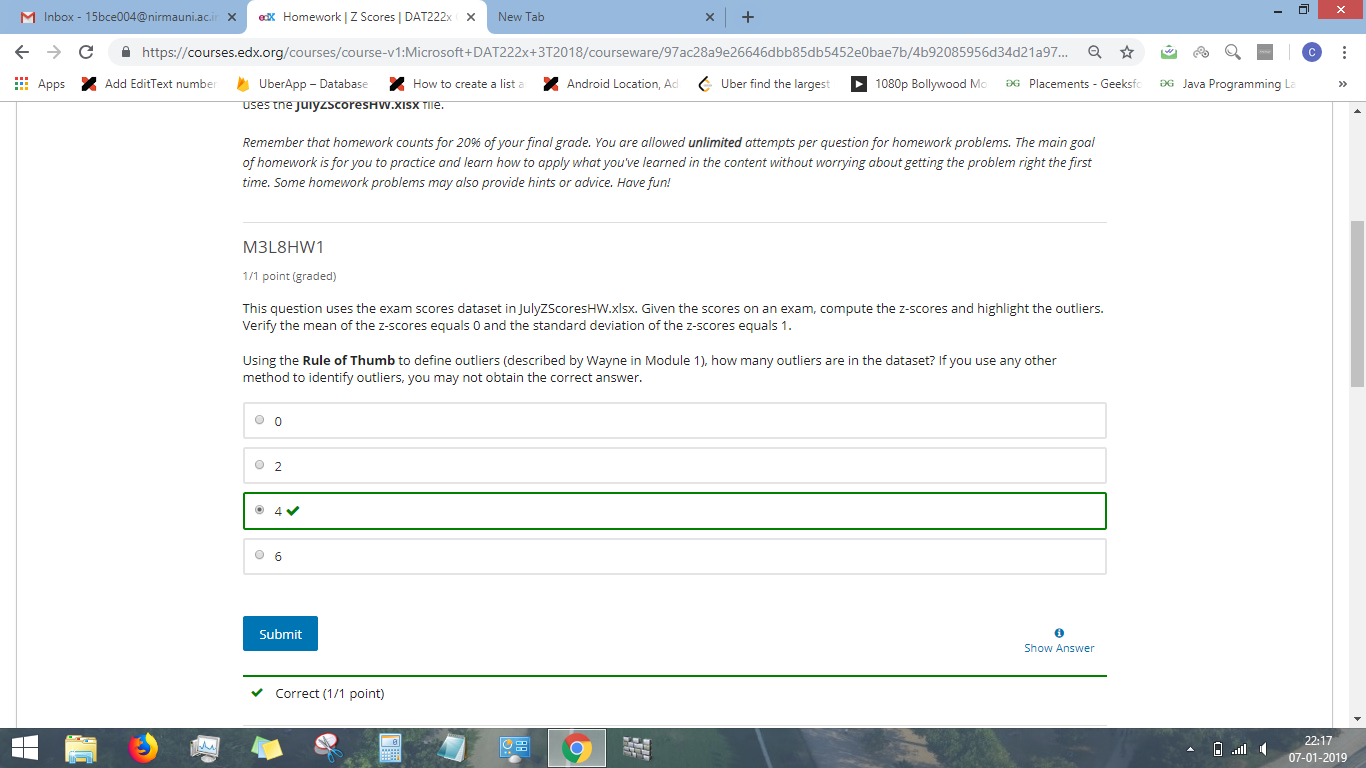 Inbox - 15bce004@nirmauni.ac.in
edX Homework | Z Scores | DAT222x
New Tab
https://courses.edx.org/courses/course-v1:Microsoft+DAT222x+3T2018/courseware/97ac28a9e26646dbb85db5452e0bae7b/4b92085956d34d21a97...
C
Apps
Add EditText number
UberApp – Database
How to create a list a
Android Location, Ad
Uber find the largest
1080p Bollywood Mo
Placements - Geeksfo
Java Programming La
»
uses the JulyZScoresHW.xlsx file.
Remember that homework counts for 20% of your final grade. You are allowed unlimited attempts per question for homework problems. The main goal
of homework is for you to practice and learn how to apply what you've learned in the content without worrying about getting the problem right the first
time. Some homework problems may also provide hints or advice. Have fun!
M3L8HW1
1/1 point (graded)
This question uses the exam scores dataset in JulyZScoresHW.xlsx. Given the scores on an exam, compute the z-scores and highlight the outliers.
Verify the mean of the z-scores equals 0 and the standard deviation of the z-scores equals 1.
Using the Rule of Thumb to define outliers (described by Wayne in Module 1), how many outliers are in the dataset? If you use any other
method to identify outliers, you may not obtain the correct answer.
0
2
4
6
Submit
Show Answer
Correct (1/1 point)
22:17
07-01-2019